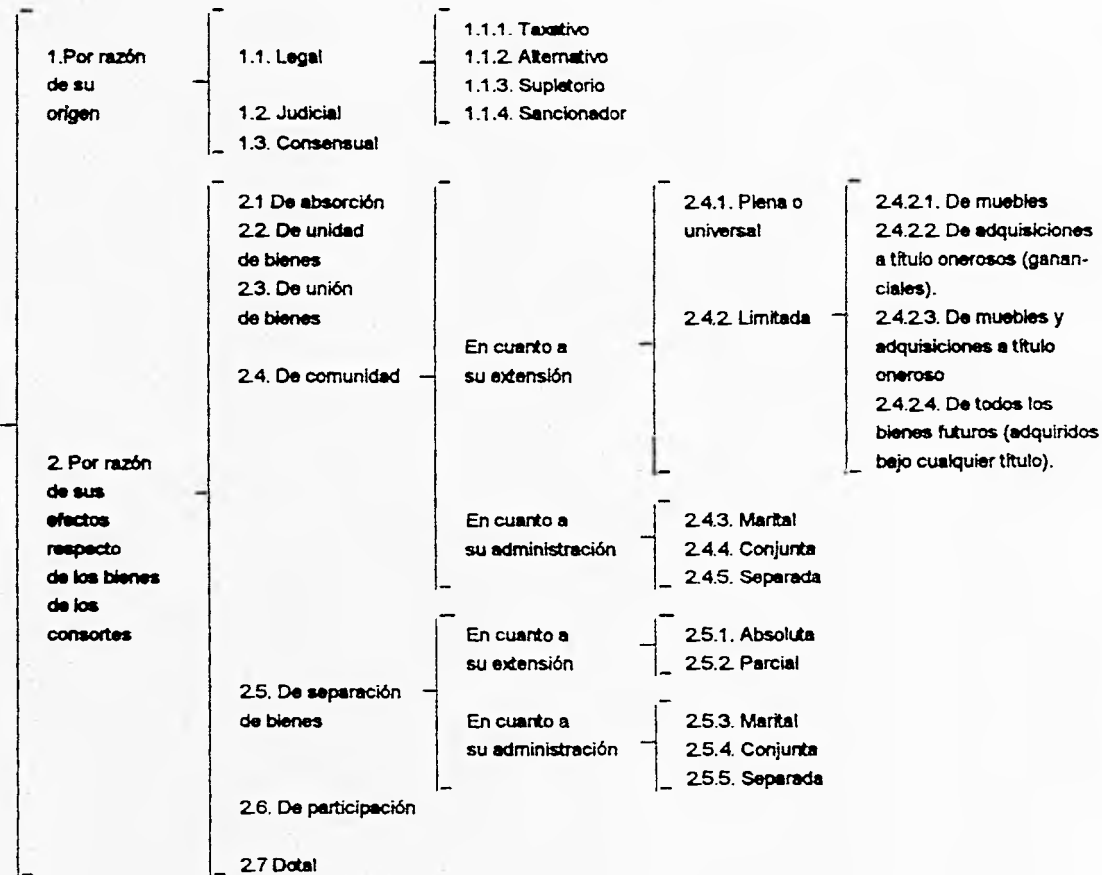 1.Por razón
de su
origen
1.1. Legal
1.1.1. Taxativo
1.1.2. Alternativo
1.1.3. Supletorio
1.1.4. Sancionador
1.2. Judicial
1.3. Consensual
2. Por razón
de sus
efectos
respecto
de los bienes
de los
consortes
2.1 De absorción
2.2. De unidad
de bienes
2.3. De unión
de bienes
2.4. De comunidad
En cuanto a
su extensión
2.4.1. Plena o
universal
2.4.2. Limitada
2.4.2.1. De muebles
2.4.2.2. De adquisiciones
a título onerosos (ganan-
ciales).
2.4.2.3. De muebles y
adquisiciones a título
oneroso
2.4.2.4. De todos los
bienes futuros (adquiridos
bajo cualquier título).
En cuanto a
su administración
2.4.3. Marital
2.4.4. Conjunta
2.4.5. Separada
2.5. De separación
de bienes
En cuanto a
su extensión
2.5.1. Absoluta
2.5.2. Parcial
En cuanto a
su administración
2.5.3. Marital
2.5.4. Conjunta
2.5.5. Separada
2.6. De participación
2.7 Dotal